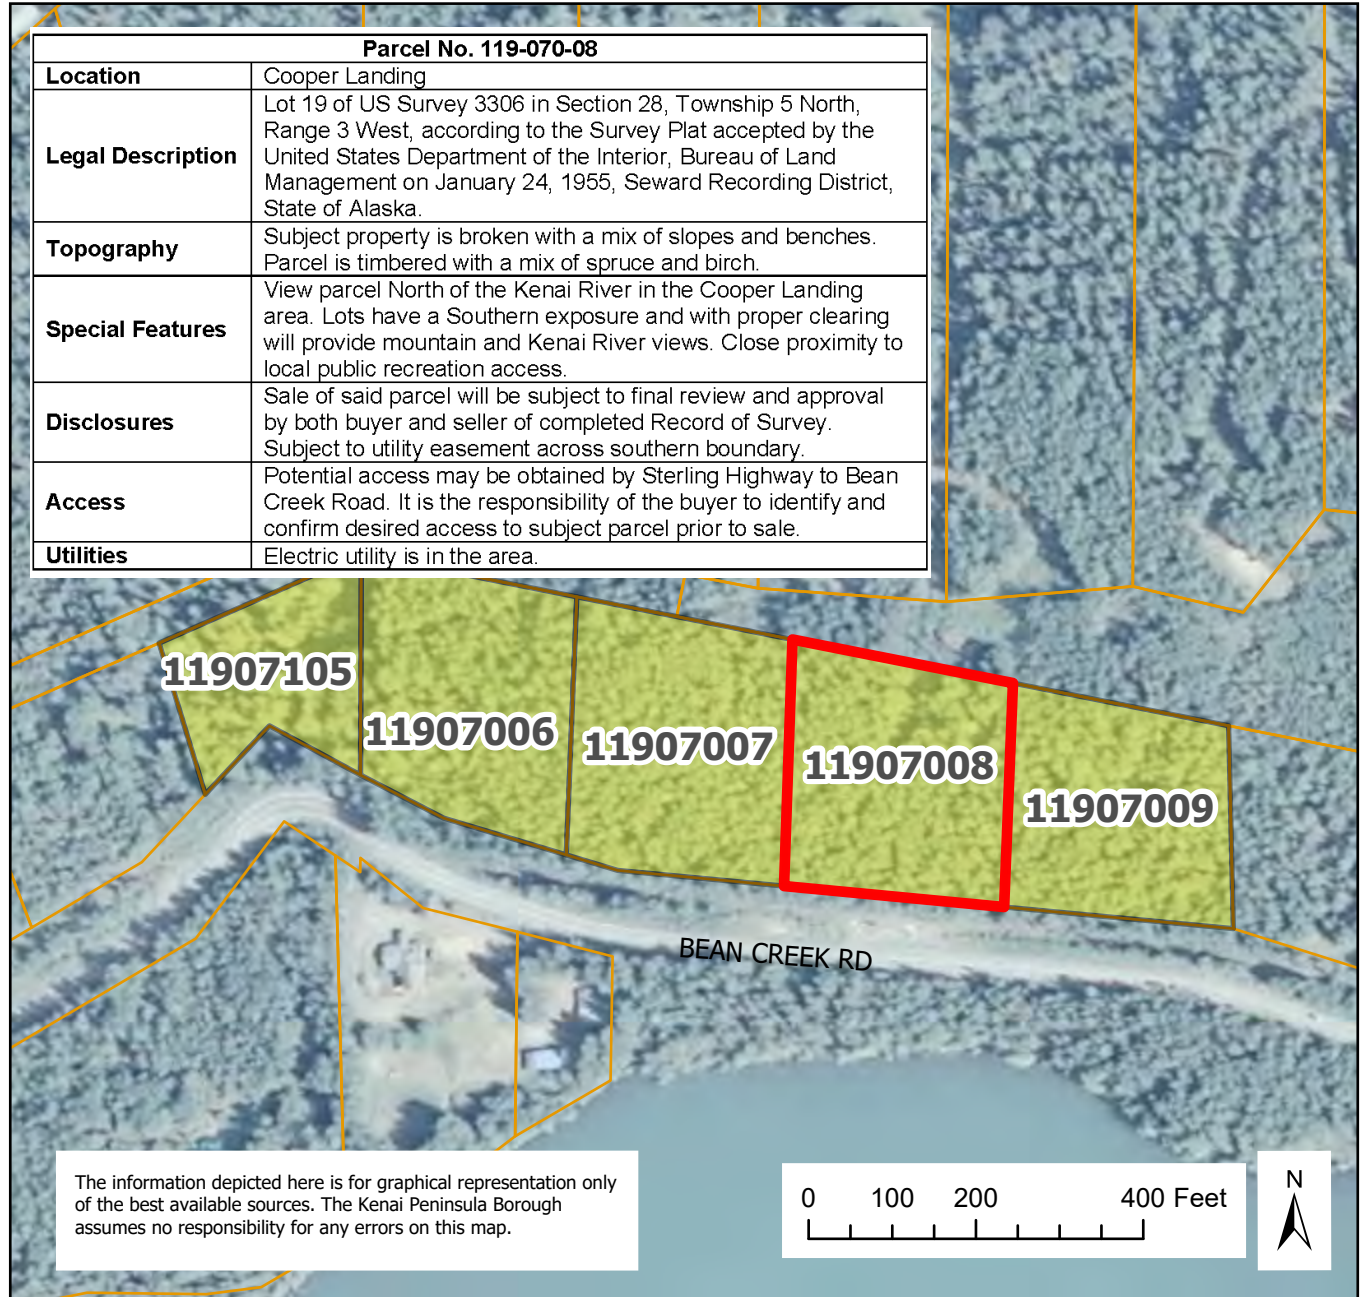 Parcel No. 119-070-08
Location
Cooper Landing
Legal Description
Lot 19 of US Survey 3306 in Section 28, Township 5 North,
Range 3 West, according to the Survey Plat accepted by the
United States Department of the Interior, Bureau of Land
Management on January 24, 1955, Seward Recording District,
State of Alaska.
Topography
Subject property is broken with a mix of slopes and benches.
Parcel is timbered with a mix of spruce and birch.
Special Features
View parcel North of the Kenai River in the Cooper Landing
area. Lots have a Southern exposure and with proper clearing
will provide mountain and Kenai River views. Close proximity to
local public recreation access.
Disclosures
Sale of said parcel will be subject to final review and approval
by both buyer and seller of completed Record of Survey.
Subject to utility easement across southern boundary.
Access
Potential access may be obtained by Sterling Highway to Bean
Creek Road. It is the responsibility of the buyer to identify and
confirm desired access to subject parcel prior to sale.
Utilities
Electric utility is in the area.
11907105
11907006
11907007
11907008
11907009
BEAN CREEK RD
The information depicted here is for graphical representation only
of the best available sources. The Kenai Peninsula Borough
assumes no responsibility for any errors on this map.
0 100 200 400 Feet
N